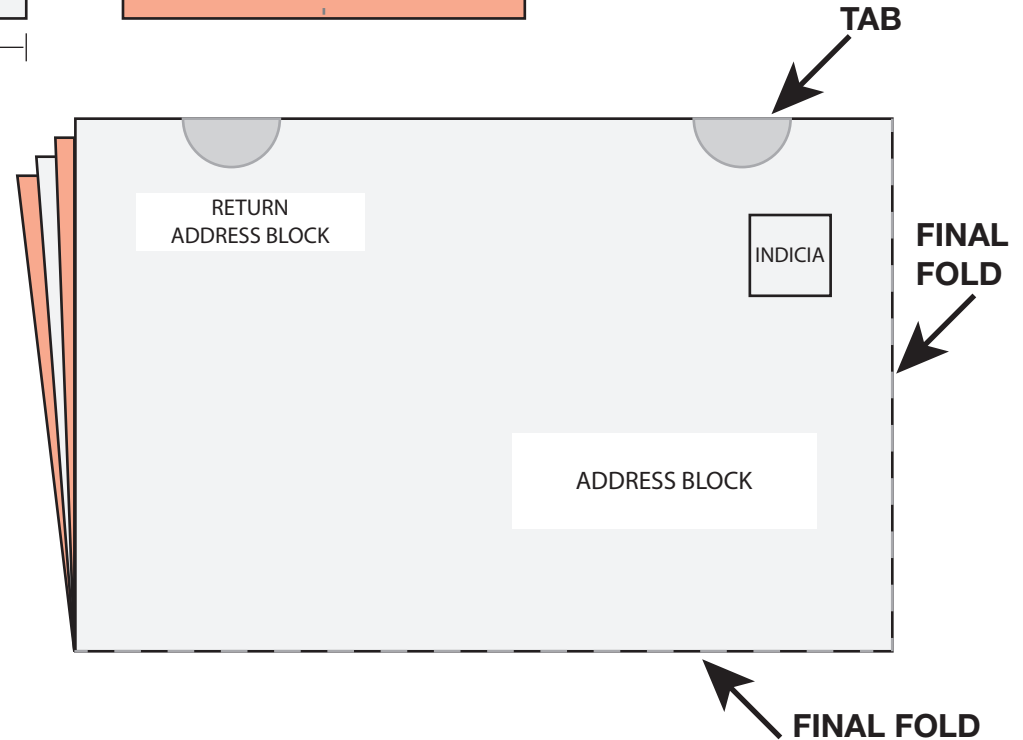 TAB
RETURN
ADDRESS BLOCK
INDICIA
FINAL
FOLD
ADDRESS BLOCK
FINAL FOLD